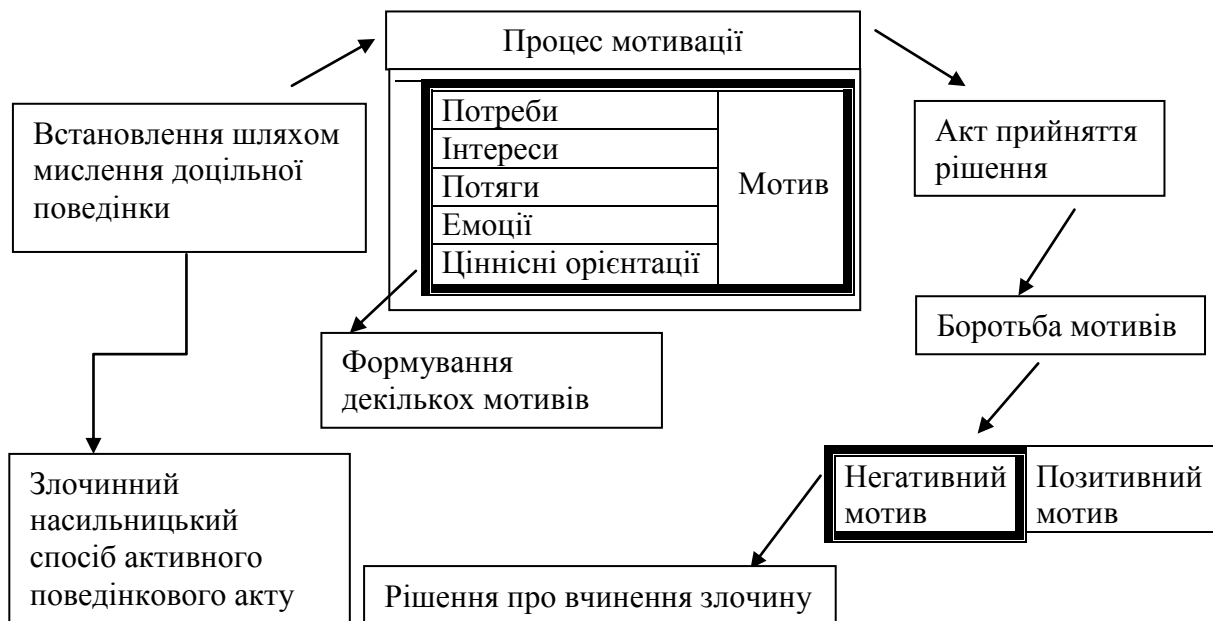 Процес мотивації
Встановлення шляхом
мислення доцільної
поведінки
Потреби
Інтереси
Потяги
Емоції
Ціннісні орієнтації
Мотив
Акт прийняття
рішення
Формування
декількох мотивів
Боротьба мотивів
Злочинний
насильницький
спосіб активного
поведінкового акту
Негативний
мотив
Позитивний
мотив
Рішення про вчинення злочину